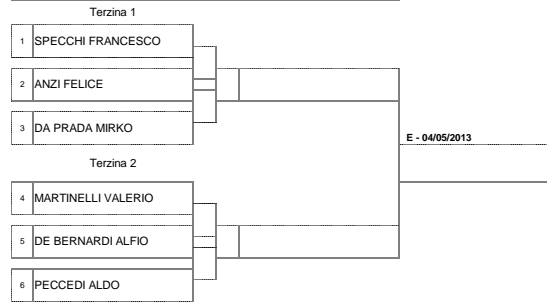 Terzina 1
1 SPECCHI FRANCESCO
2 ANZI FELICE
3 DA PRADA MIRKO
E - 04/05/2013
Terzina 2
4 MARTINELLI VALERIO
5 DE BERNARDI ALFIO
6 PECCEDI ALDO